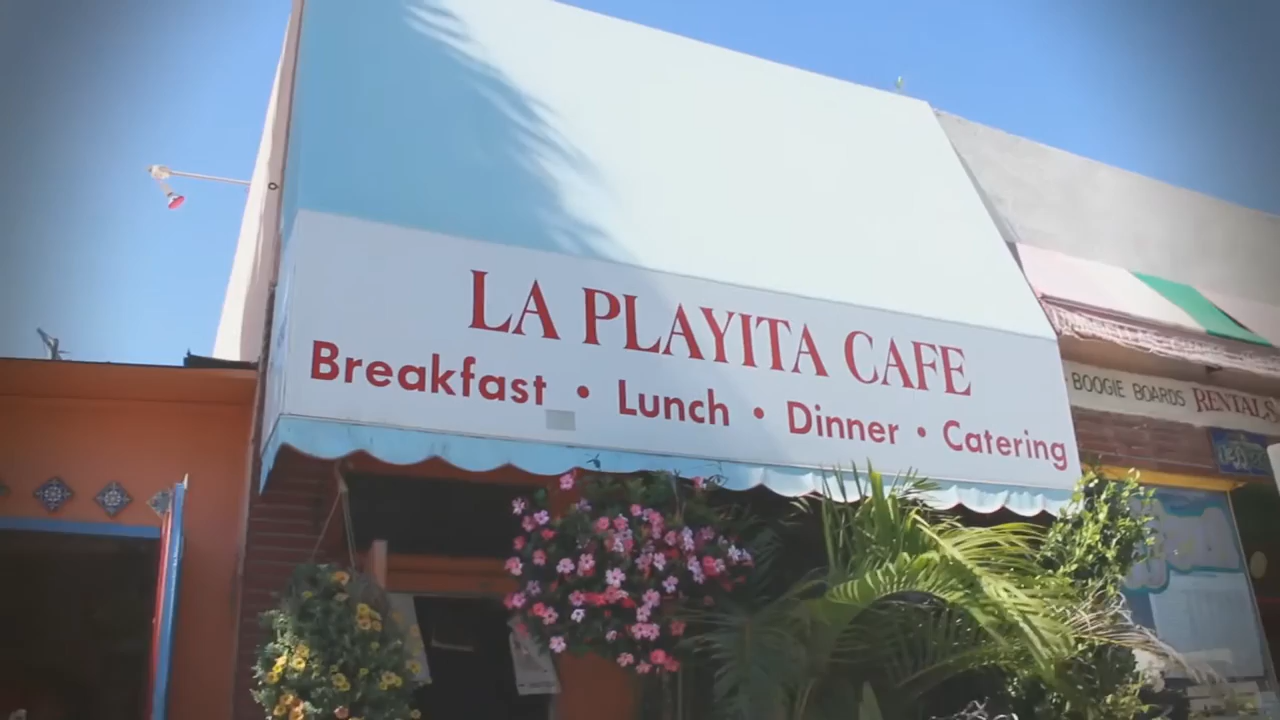 LA PLAYITA CAFE
Breakfast • Lunch • Dinner • Catering
BOOGIE BOARDS RENTALS